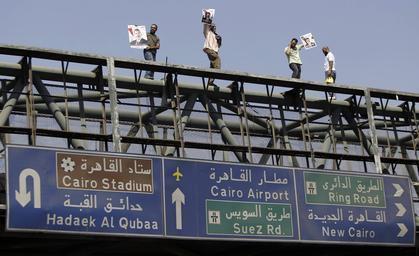 ستاد القاهرة
Cairo Stadium
حدائق القبة
Hadaek Al Qubaa
مطار القاهرة
Cairo Airport
طريق السويس
Suez Rd.
الطريق الدائرى
Ring Road
القاهرة الجديدة
New Cairo